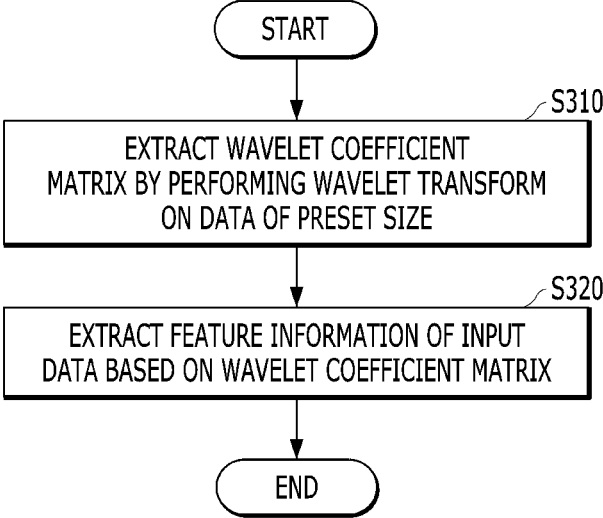 START
S310
EXTRACT WAVELET COEFFICIENT
MATRIX BY PERFORMING WAVELET TRANSFORM
ON DATA OF PRESET SIZE
S320
EXTRACT FEATURE INFORMATION OF INPUT
DATA BASED ON WAVELET COEFFICIENT MATRIX
END